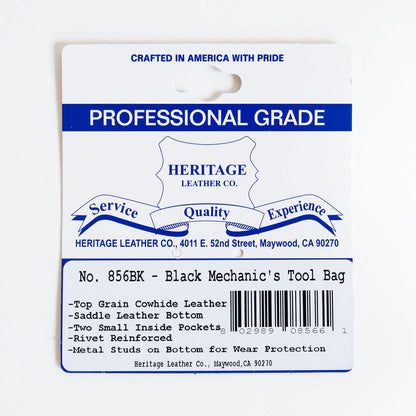 CRAFTED IN AMERICA WITH PRIDE
PROFESSIONAL GRADE
HERITAGE
LEATHER CO.
Service Quality Experience
HERITAGE LEATHER CO., 4011 E. 52nd Street, Maywood, CA 90270
No. 856BK - Black Mechanic's Tool Bag
-Top Grain Cowhide Leather
-Saddle Leather Bottom
-Two Small Inside Pockets
-Rivet Reinforced
-Metal Studs on Bottom for Wear Protection
8 02989 08566 1
Heritage Leather Co., Maywood,CA 90270